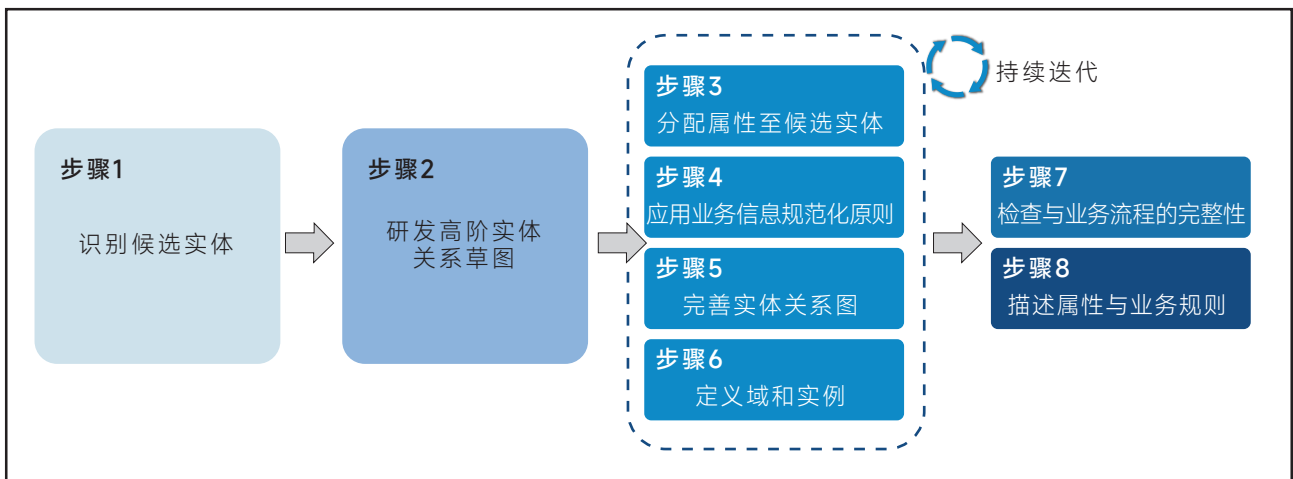 步骤1
识别候选实体
步骤2
研发高阶实体
关系草图
步骤3
分配属性至候选实体
步骤4
应用业务信息规范化原则
步骤5
完善实体关系图
步骤6
定义域和实例
持续迭代
步骤7
检查与业务流程的完整性
步骤8
描述属性与业务规则